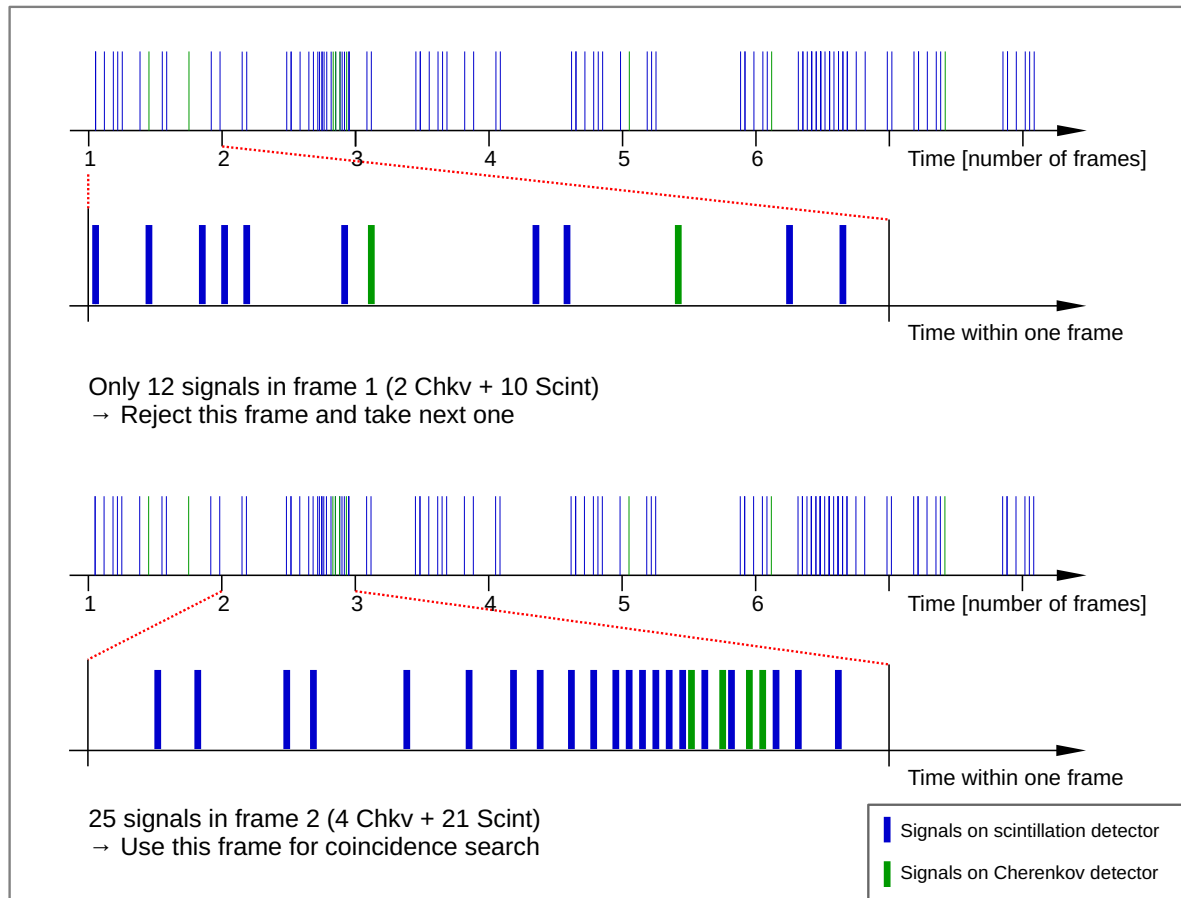 1 2 3 4 5 6 Time [number of frames]
Time within one frame
Only 12 signals in frame 1 (2 Chkv + 10 Scint)
→ Reject this frame and take next one
1 2 3 4 5 6 Time [number of frames]
Time within one frame
25 signals in frame 2 (4 Chkv + 21 Scint)
→ Use this frame for coincidence search
Signals on scintillation detector
Signals on Cherenkov detector